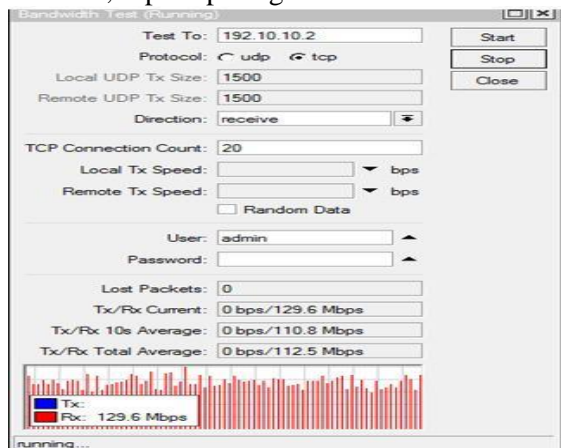 Bandwidth Test (Running)
Test To: 192.10.10.2
Start
Protocol: udp tcp
Stop
Local UDP Tx Size: 1500
Close
Remote UDP Tx Size: 1500
Direction: receive
TCP Connection Count: 20
Local Tx Speed: bps
Remote Tx Speed: bps
Random Data
User: admin
Password:
Lost Packets: 0
Tx/Rx Current: 0 bps/129.6 Mbps
Tx/Rx 10s Average: 0 bps/110.8 Mbps
Tx/Rx Total Average: 0 bps/112.5 Mbps
Tx:
Rx: 129.6 Mbps
running...